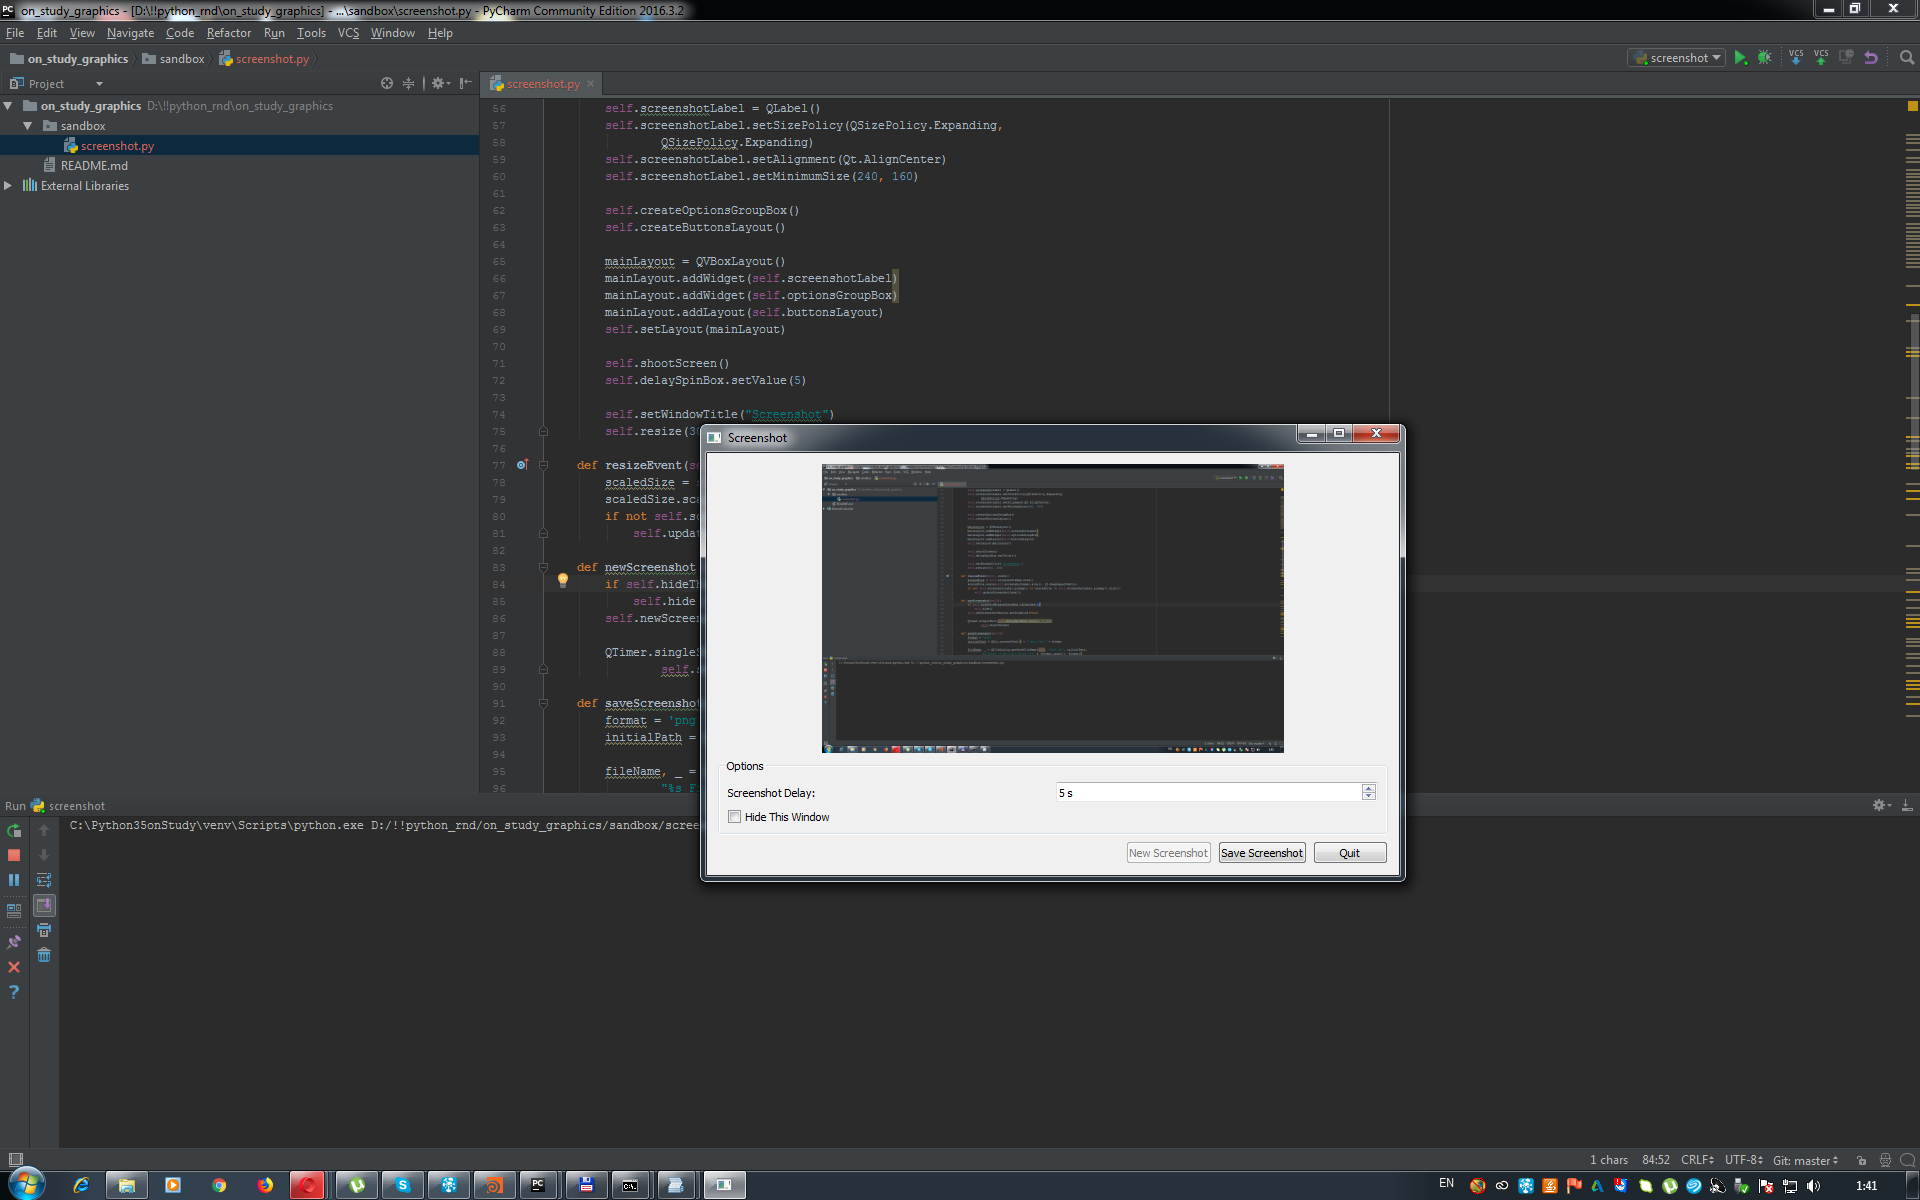 on_study_graphics - [D:\!!python_rnd\on_study_graphics] - ...\sandbox\screenshot.py - PyCharm Community Edition 2016.3.2
File Edit View Navigate Code Refactor Run Tools VCS Window Help
on_study_graphics sandbox screenshot.py
screenshot
VCS VCS
Project
screenshot.py
on_study_graphics D:\!!python_rnd\on_study_graphics
sandbox
screenshot.py
README.md
External Libraries
56 self.screenshotLabel = QLabel()
57 self.screenshotLabel.setSizePolicy(QSizePolicy.Expanding,
58 QSizePolicy.Expanding)
59 self.screenshotLabel.setAlignment(Qt.AlignCenter)
60 self.screenshotLabel.setMinimumSize(240, 160)
61
62 self.createOptionsGroupBox()
63 self.createButtonsLayout()
64
65 mainLayout = QVBoxLayout()
66 mainLayout.addWidget(self.screenshotLabel)
67 mainLayout.addWidget(self.optionsGroupBox)
68 mainLayout.addLayout(self.buttonsLayout)
69 self.setLayout(mainLayout)
70
71 self.shootScreen()
72 self.delaySpinBox.setValue(5)
73
74 self.setWindowTitle("Screenshot")
75 self.resize(3
76
77 def resizeEvent(s
78 scaledSize =
79 scaledSize.sca
80 if not self.sc
81 self.updat
82
83 def newScreenshot
84 if self.hideTh
85 self.hide
86 self.newScreen
87
88 QTimer.singleS
89 self.s
90
91 def saveScreenshot
92 format = 'png
93 initialPath =
94
95 fileName, _ =
96 "%s F
Screenshot
Options
Screenshot Delay: 5 s
Hide This Window
New Screenshot Save Screenshot Quit
Run screenshot
C:\Python35onStudy\venv\Scripts\python.exe D:/!!python_rnd/on_study_graphics/sandbox/scree
1 chars 84:52 CRLF UTF-8 Git: master
EN 1:41